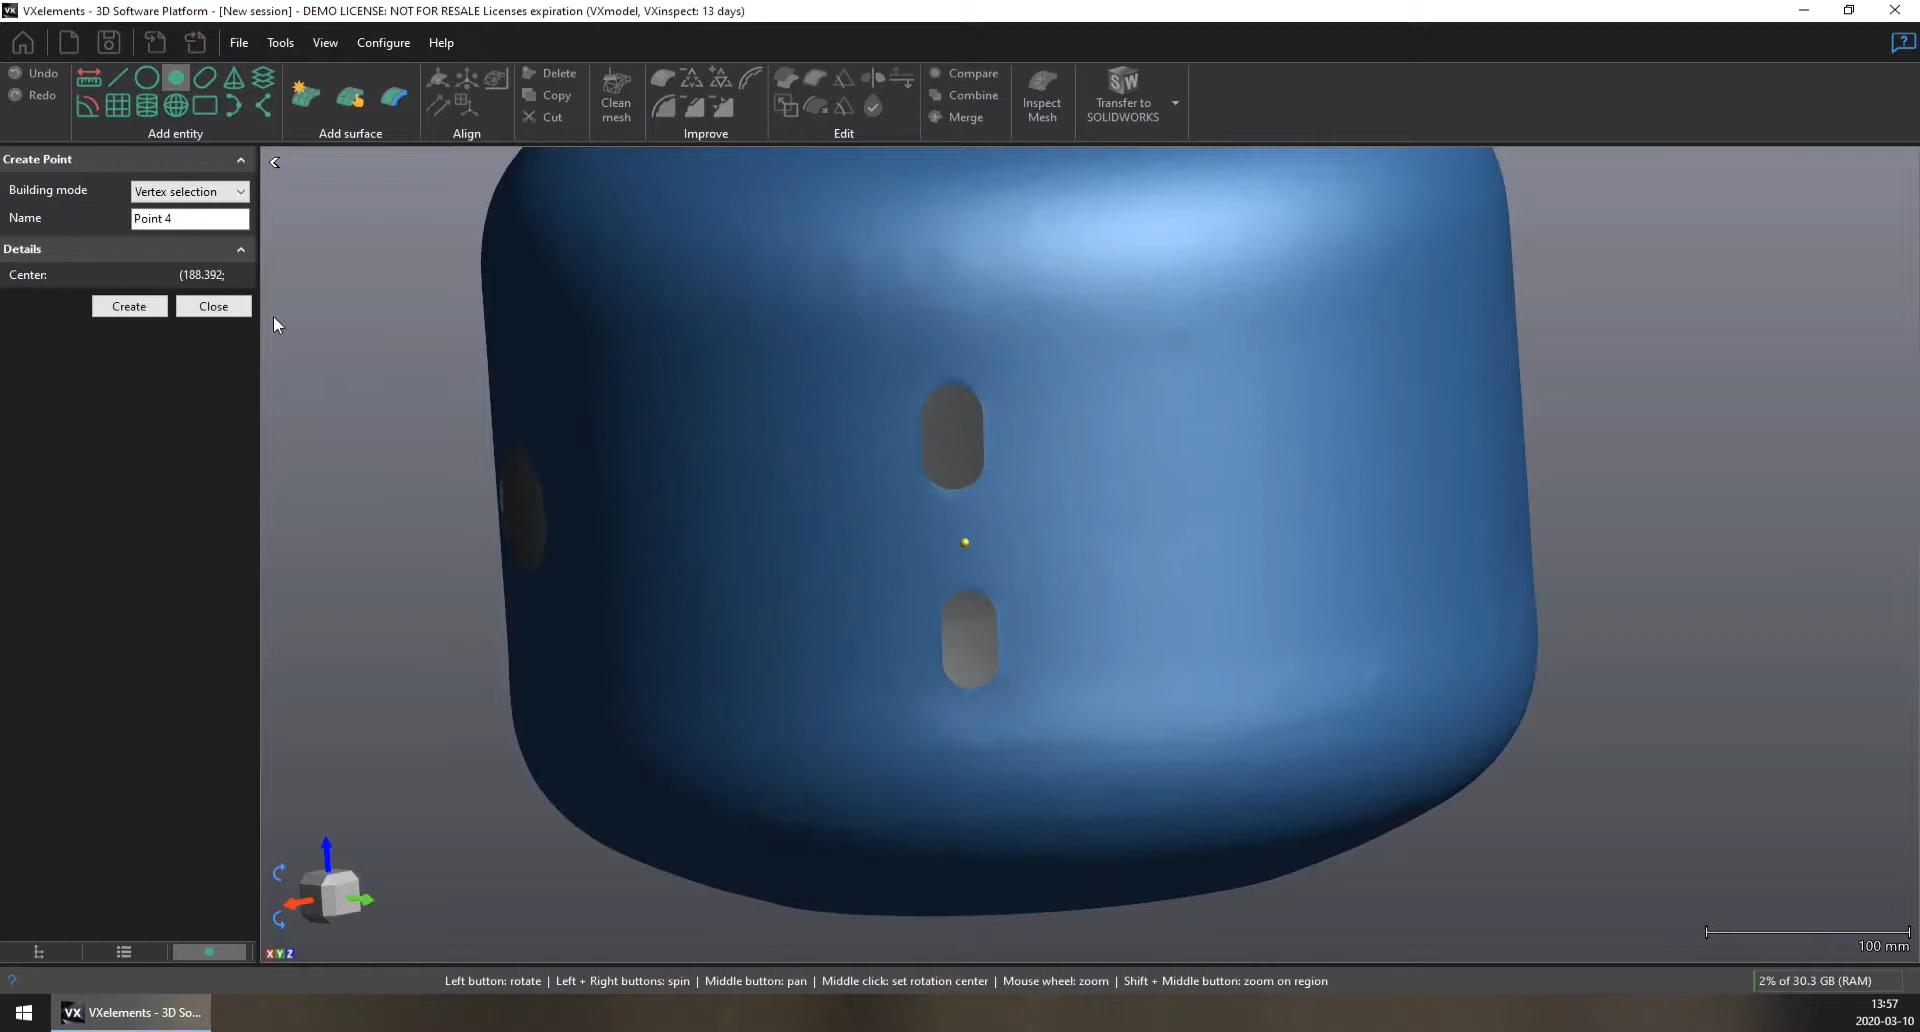 VX VXelements - 3D Software Platform - [New session] - DEMO LICENSE: NOT FOR RESALE Licenses expiration (VXmodel, VXinspect: 13 days)
File Tools View Configure Help
Undo
Redo
Add entity
Add surface
Align
Delete
Copy
Cut
Clean
mesh
Improve
Edit
Compare
Combine
Merge
Inspect
Mesh
SW
Transfer to
SOLIDWORKS
Create Point
Building mode Vertex selection
Name Point 4
Details
Center: (188.392;
Create Close
XYZ
100 mm
? Left button: rotate | Left + Right buttons: spin | Middle button: pan | Middle click: set rotation center | Mouse wheel: zoom | Shift + Middle button: zoom on region 2% of 30.3 GB (RAM)
VX VXelements - 3D So...
13:57
2020-03-10